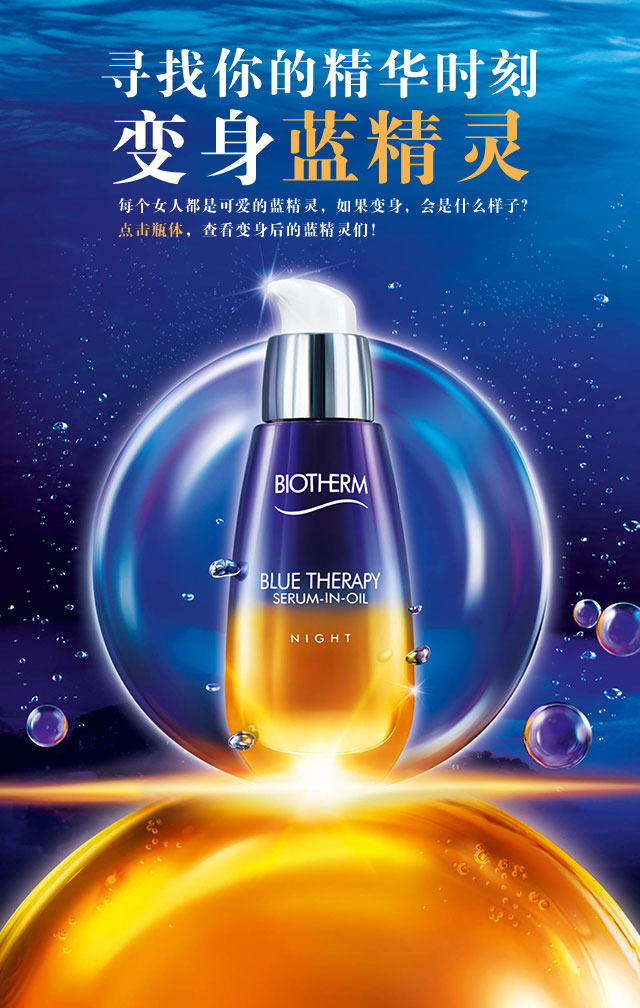 寻找你的精华时刻
变身蓝精灵
每个女人都是可爱的蓝精灵，如果变身，会是什么样子？
点击瓶体，查看变身后的蓝精灵们！
BIOTHERM
BLUE THERAPY
SERUM-IN-OIL
NIGHT